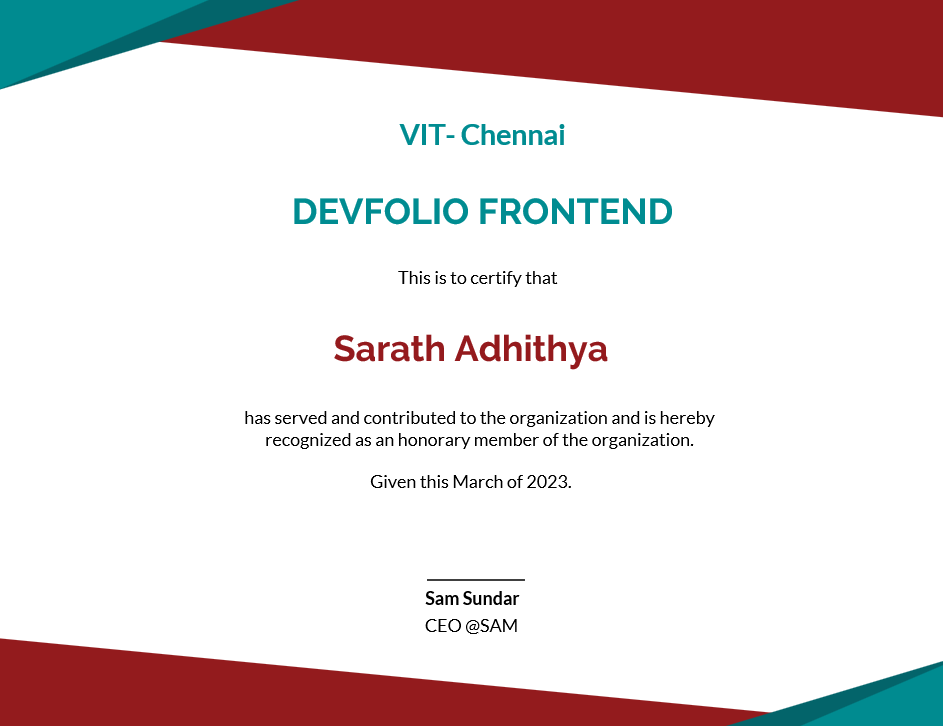 VIT- Chennai
DEVFOLIO FRONTEND
This is to certify that
Sarath Adhithya
has served and contributed to the organization and is hereby
recognized as an honorary member of the organization.
Given this March of 2023.
Sam Sundar
CEO @SAM